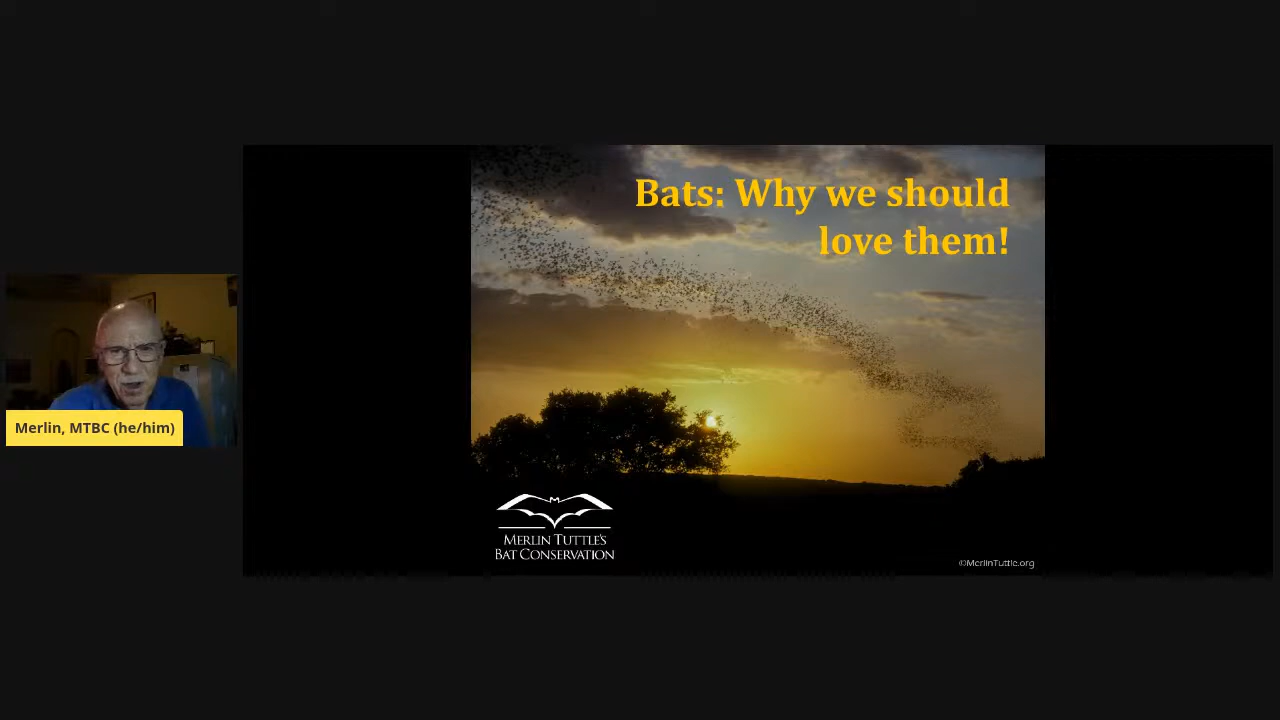 Bats: Why we should
love them!
Merlin, MTBC (he/him)
MERLIN TUTTLE'S
BAT CONSERVATION
©MerlinTuttle.org